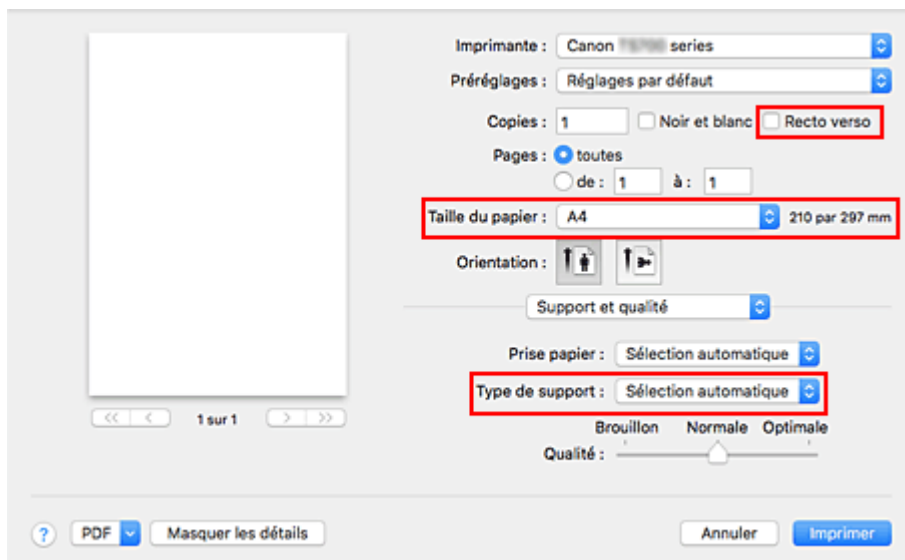 Imprimante : Canon series
Préréglages : Réglages par défaut
Copies : 1 Noir et blanc Recto verso
Pages : toutes
de : 1 à : 1
Taille du papier : A4 210 par 297 mm
Orientation :
Support et qualité
Prise papier : Sélection automatique
Type de support : Sélection automatique
1 sur 1
Brouillon Normale Optimale
Qualité :
? PDF Masquer les détails Annuler Imprimer